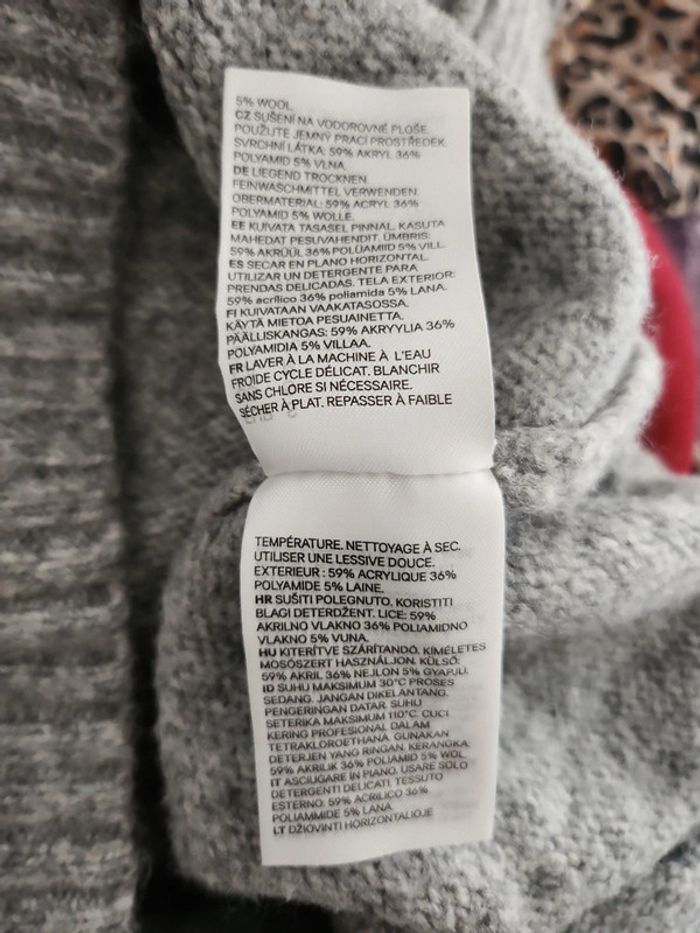 5% WOOL.
CZ SUŠENÍ NA VODOROVNÉ PLOŠE.
POUŽIJTE JEMNÝ PRACÍ PROSTŘEDEK.
SVRCHNÍ LÁTKA: 59% AKRYL 36%
POLYAMID 5% VLNA.
DE LIEGEND TROCKNEN.
FEINWASCHMITTEL VERWENDEN.
OBERMATERIAL: 59% ACRYL 36%
POLYAMID 5% WOLLE.
EE KUIVATA TASASEL PINNAL. KASUTA
MAHEDAT PESUVAHENDIT. ÜMBRIS:
59% AKRÜÜL 36% POLÜAMIID 5% VILL.
ES SECAR EN PLANO HORIZONTAL.
UTILIZAR UN DETERGENTE PARA
PRENDAS DELICADAS. TELA EXTERIOR:
59% acrílico 36% poliamida 5% LANA.
FI KUIVATAAN VAAKATASOSSA.
KÄYTÄ MIETOA PESUAINETTA.
PÄÄLLISKANGAS: 59% AKRYYLIA 36%
POLYAMIDIA 5% VILLAA.
FR LAVER À LA MACHINE À L'EAU
FROIDE CYCLE DÉLICAT. BLANCHIR
SANS CHLORE SI NÉCESSAIRE.
SÉCHER À PLAT. REPASSER À FAIBLE
TEMPÉRATURE. NETTOYAGE À SEC.
UTILISER UNE LESSIVE DOUCE.
EXTERIEUR : 59% ACRYLIQUE 36%
POLYAMIDE 5% LAINE.
HR SUŠITI POLEGNUTO. KORISTITI
BLAGI DETERDŽENT. LICE: 59%
AKRILNO VLAKNO 36% POLIAMIDNO
VLAKNO 5% VUNA.
HU KITERÍTVE SZÁRÍTANDÓ. KÍMÉLETES
MOSÓSZERT HASZNÁLJON. KÜLSŐ:
59% AKRIL 36% NEJLON 5% GYAPJÚ.
ID SUHU MAKSIMUM 30°C PROSES
SEDANG. JANGAN DIKELANTANG.
PENGERINGAN DATAR. SUHU
SETERIKA MAKSIMUM 110°C. CUCI
KERING PROFESIONAL DALAM
TETRAKLOROETHANA. GUNAKAN
DETERJEN YANG RINGAN. KERANGKA:
59% AKRILIK 36% POLIAMID 5% WOL.
IT ASCIUGARE IN PIANO. USARE SOLO
DETERGENTI DELICATI. TESSUTO
ESTERNO: 59% ACRILICO 36%
POLIAMMIDE 5% LANA.
LT DŽIOVINTI HORIZONTALIOJE